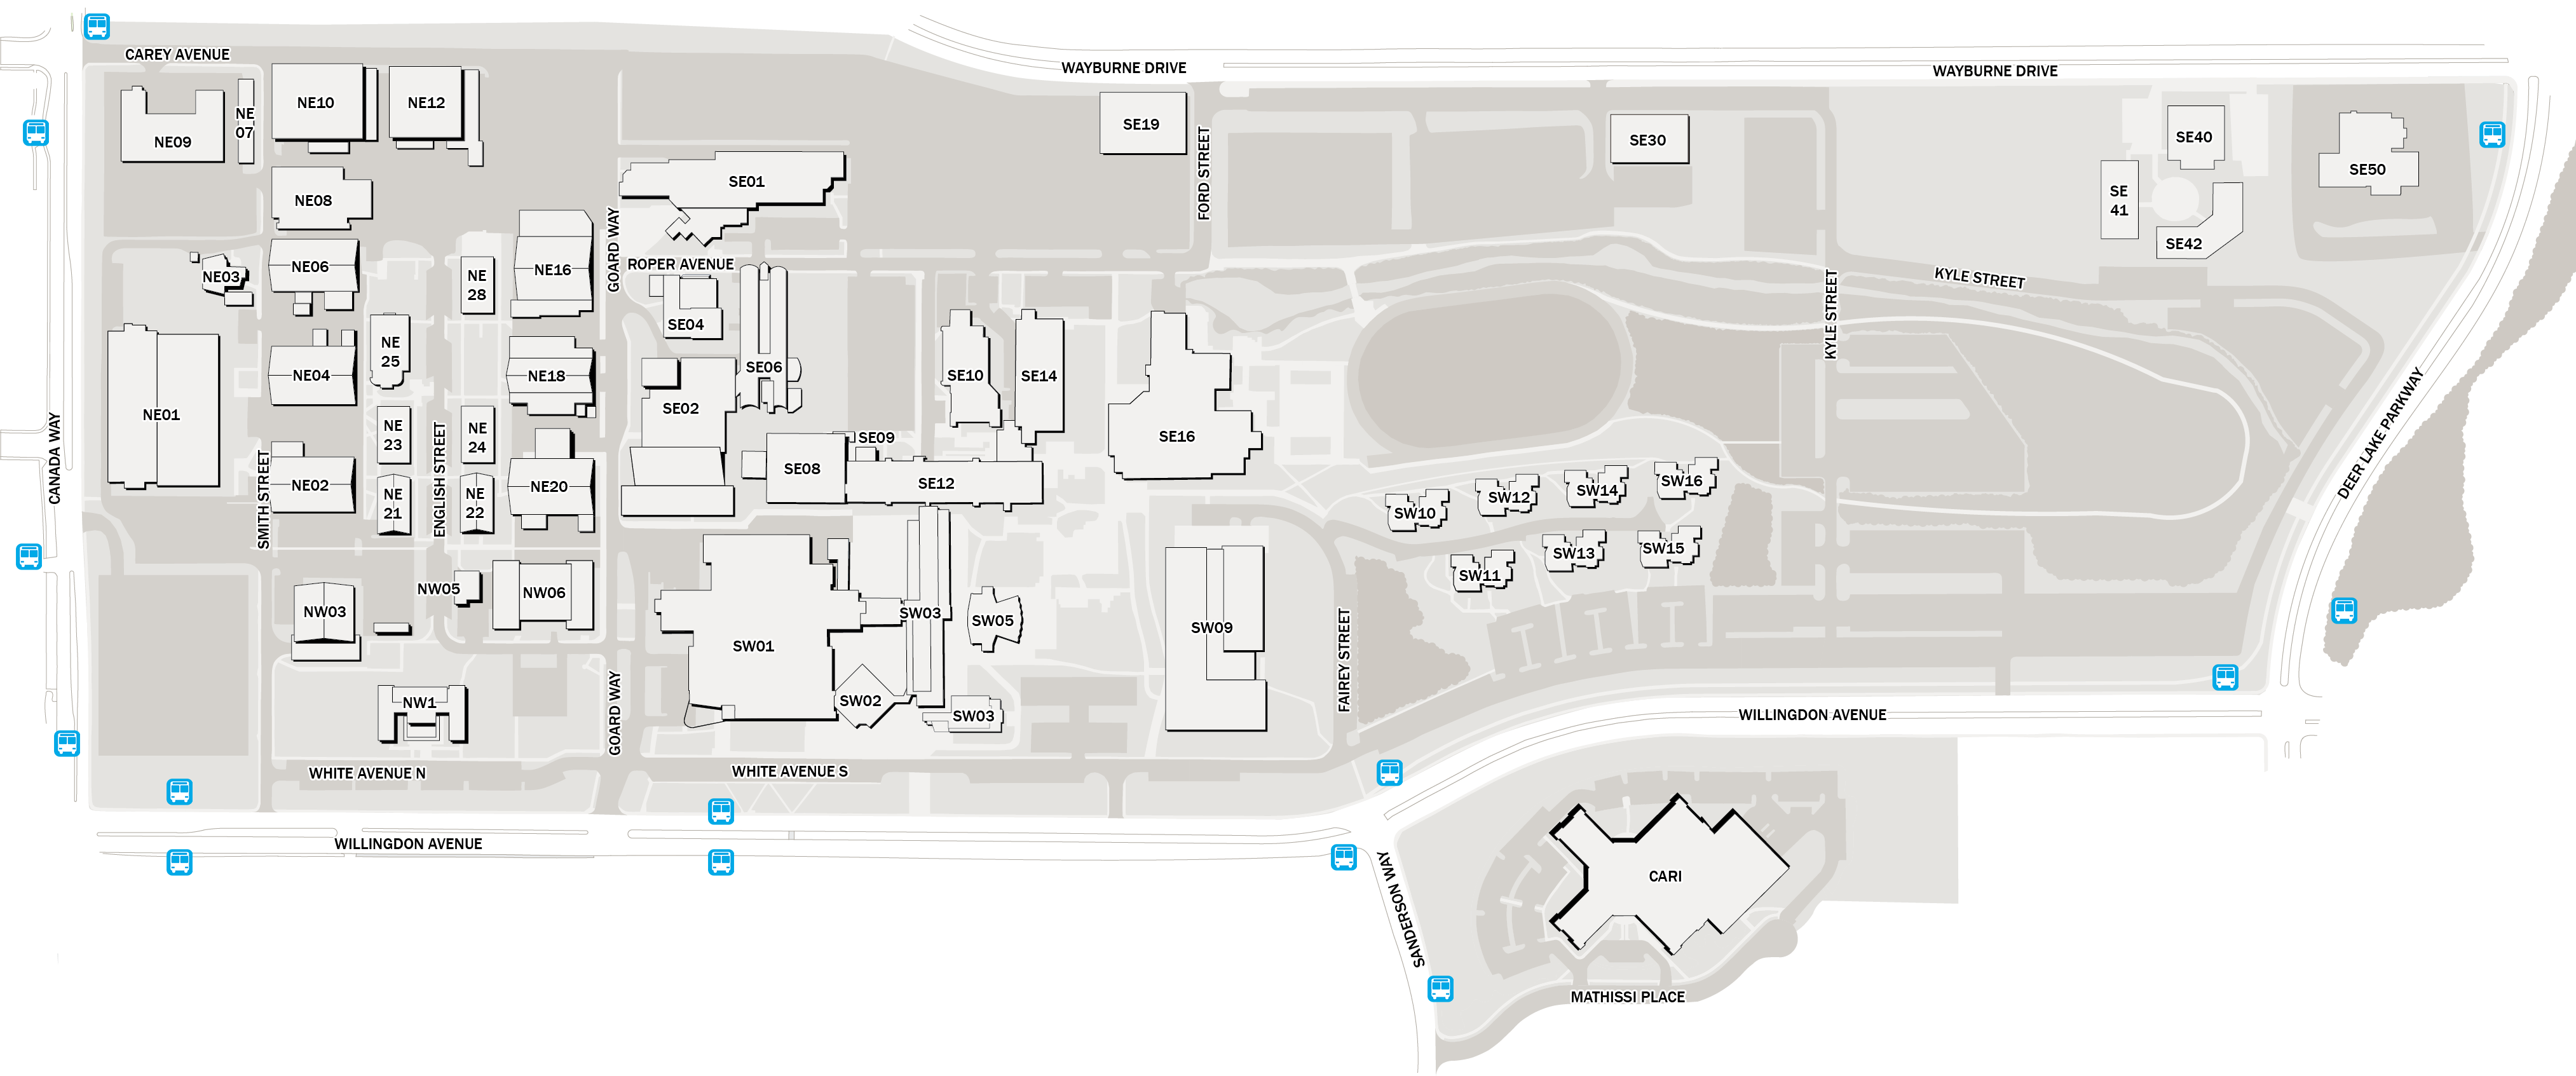 CAREY AVENUE
WAYBURNE DRIVE
WAYBURNE DRIVE
NE10
NE12
NE
07
NE09
SE19
SE30
SE40
SE50
FORD STREET
SE01
NE08
SE
41
SE42
GOARD WAY
ROPER AVENUE
NE03
NE06
NE
28
NE16
KYLE STREET
KYLE STREET
SE04
NE
25
SE06
NE04
NE18
SE10
SE14
SE02
NE01
CANADA WAY
DEER LAKE PARKWAY
NE
23
NE
24
SE09
SE16
SE08
SE12
SMITH STREET
ENGLISH STREET
NE02
NE
21
NE
22
NE20
SW10
SW12
SW14
SW16
SW11
SW13
SW15
NW05
NW06
NW03
SW03
SW05
SW09
SW01
FAIREY STREET
NW1
GOARD WAY
SW02
SW03
WILLINGDON AVENUE
WHITE AVENUE N
WHITE AVENUE S
WILLINGDON AVENUE
SANDERSON WAY
CARI
MATHISSI PLACE